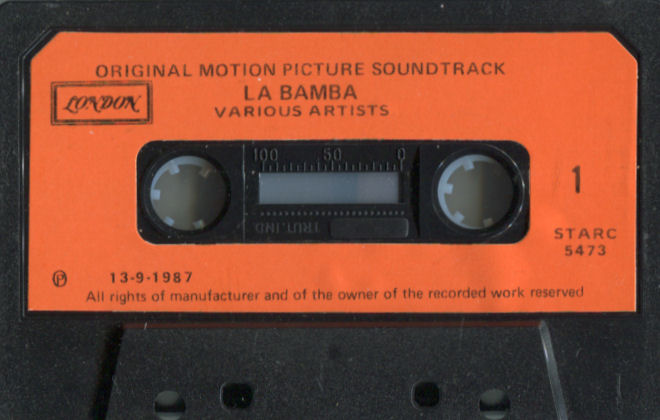 ORIGINAL MOTION PICTURE SOUNDTRACK
LONDON
LA BAMBA
VARIOUS ARTISTS
100 50 0
1
TRUT.IND.
STARC
5473
℗ 13-9-1987
All rights of manufacturer and of the owner of the recorded work reserved